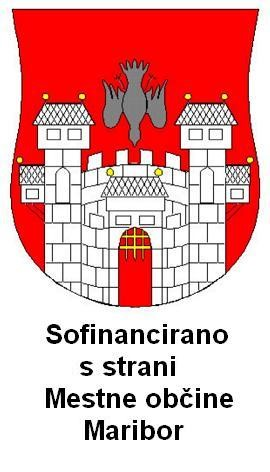 Sofinancirano
s strani
Mestne občine
Maribor